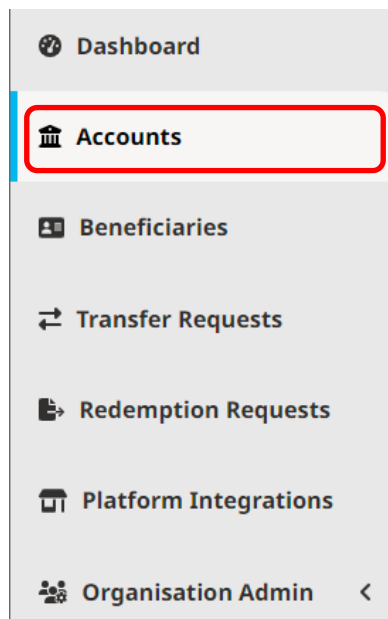 Dashboard
Accounts
Beneficiaries
Transfer Requests
Redemption Requests
Platform Integrations
Organisation Admin